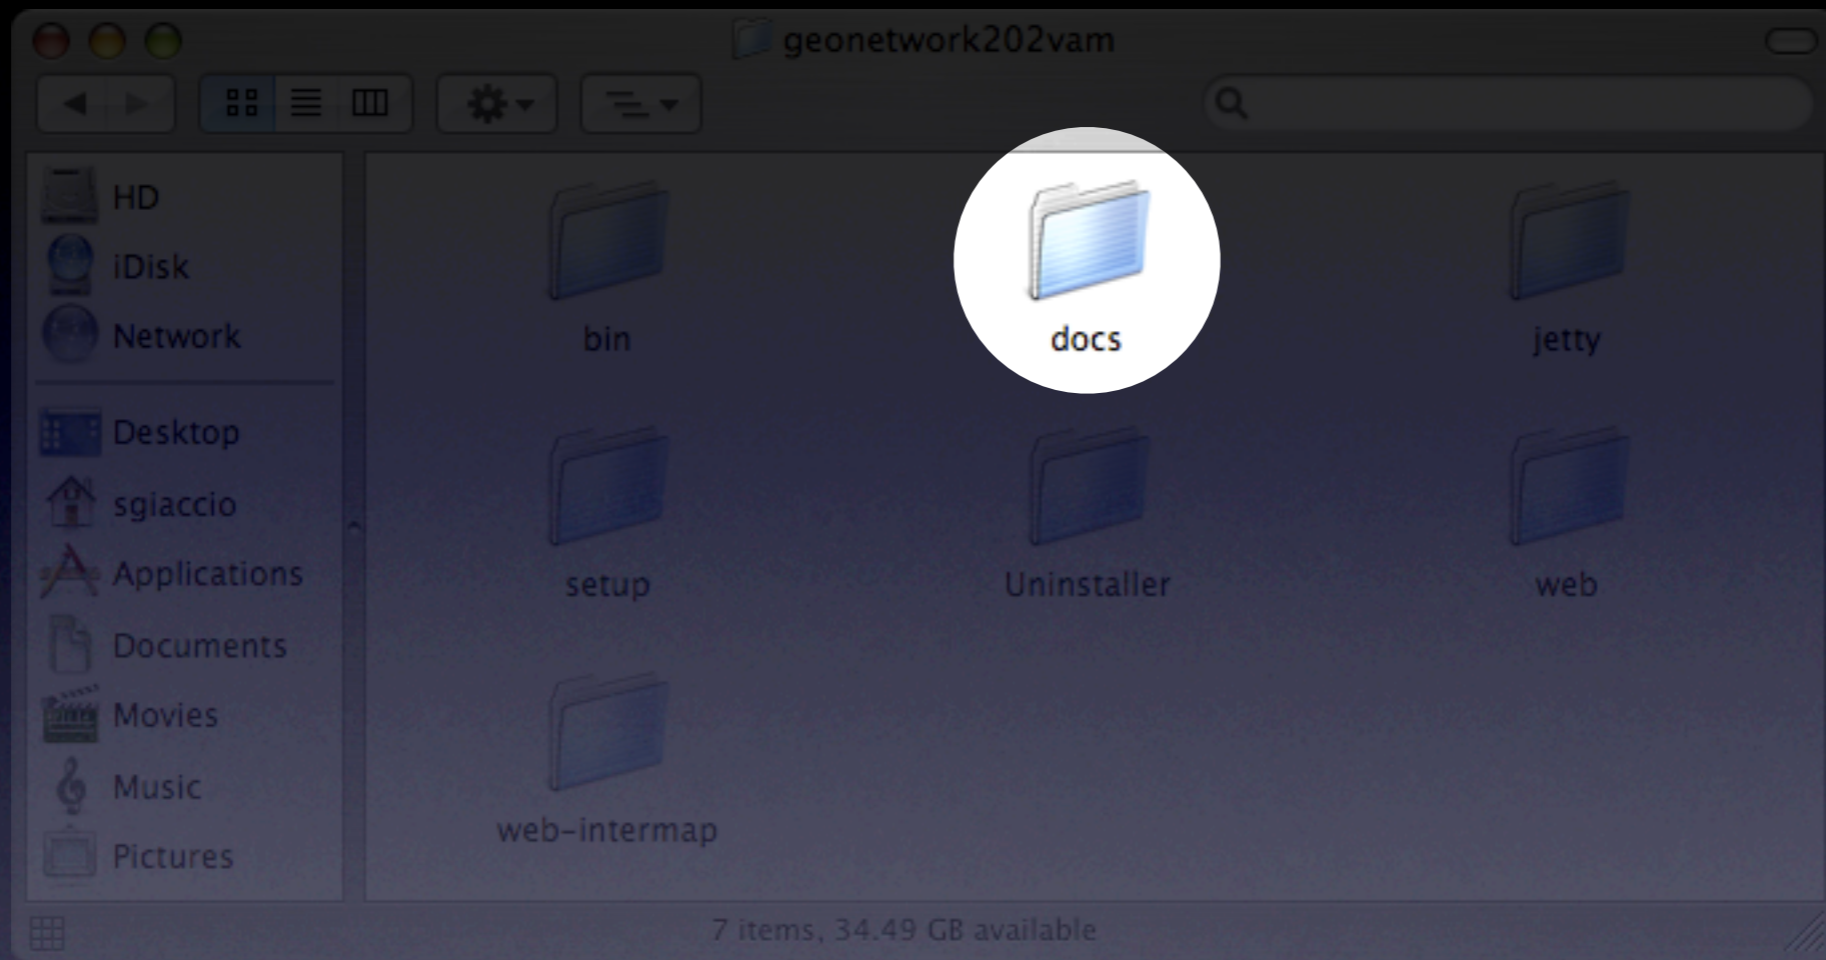 geonetwork202vam
HD
iDisk
Network
Desktop
sgiaccio
Applications
Documents
Movies
Music
Pictures
bin
docs
jetty
setup
Uninstaller
web
web-intermap
7 items, 34.49 GB available